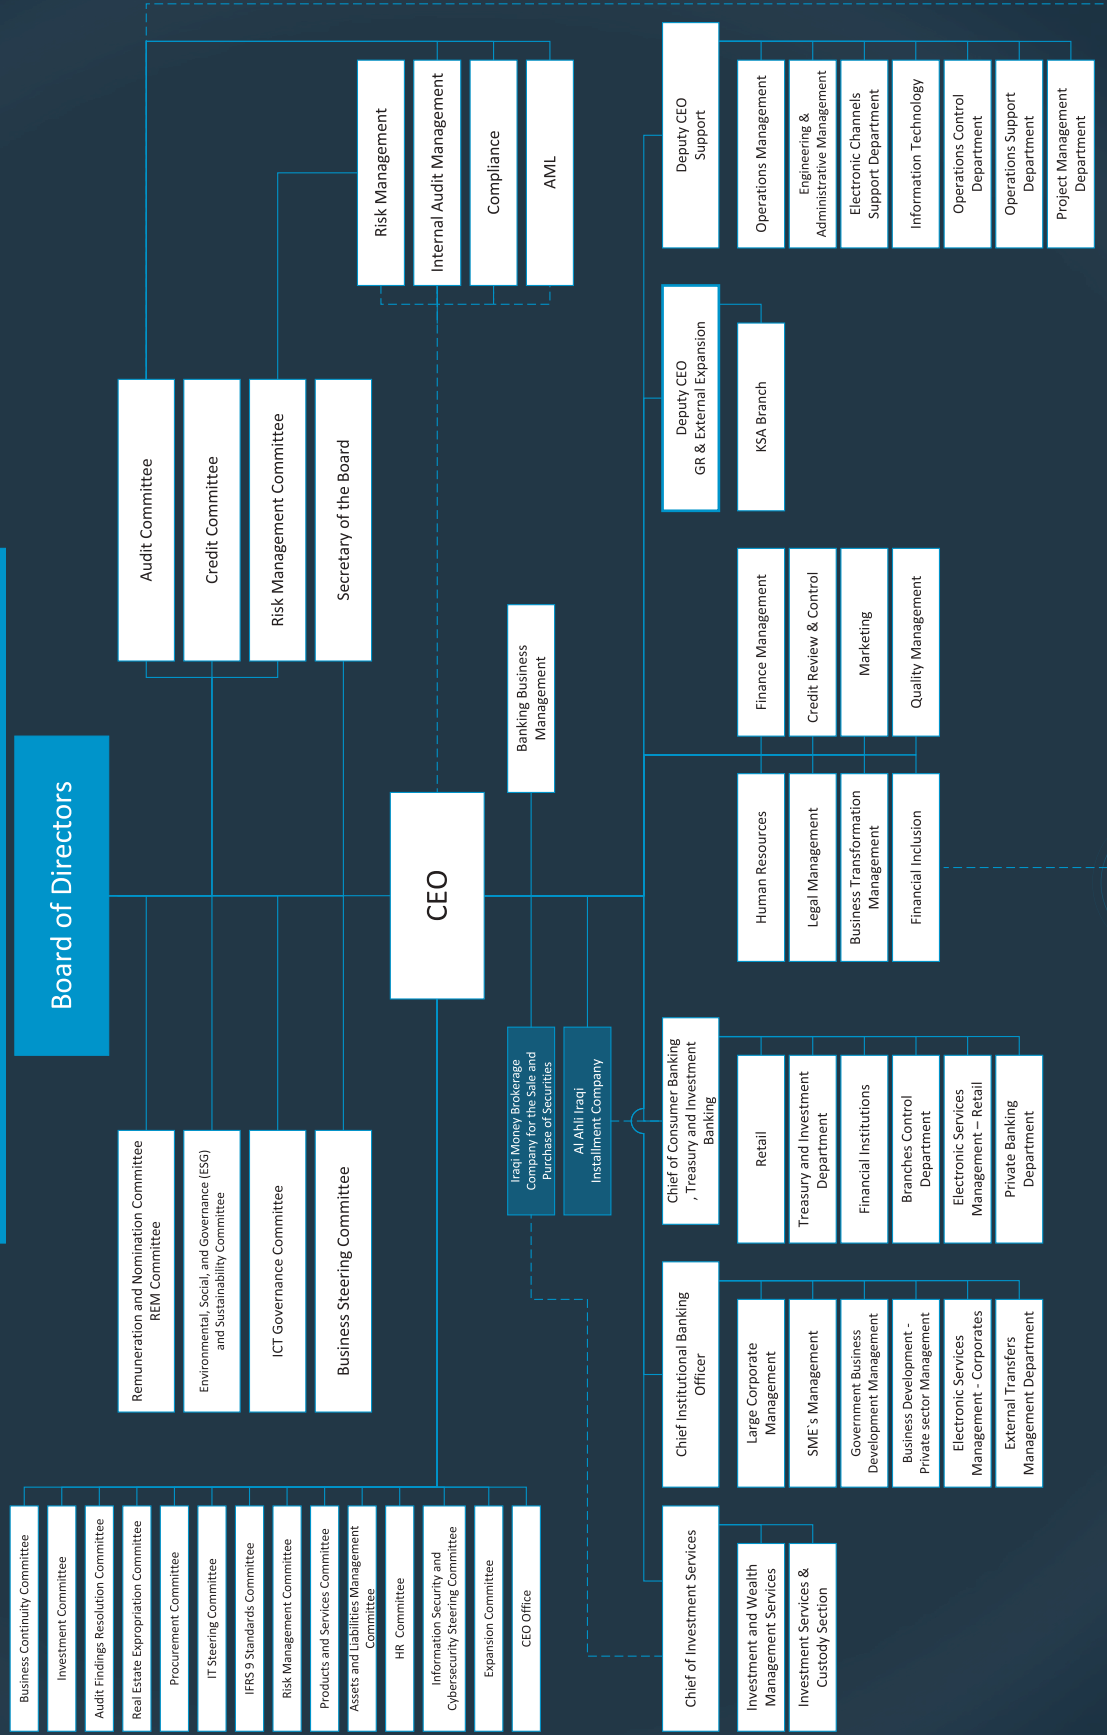 Board of Directors
Remuneration and Nomination Committee
REM Committee
Environmental, Social, and Governance (ESG)
and Sustainability Committee
ICT Governance Committee
Business Steering Committee
Audit Committee
Credit Committee
Risk Management Committee
Secretary of the Board
Risk Management
Internal Audit Management
Compliance
AML
CEO
Business Continuity Committee
Investment Committee
Audit Findings Resolution Committee
Real Estate Expropriation Committee
Procurement Committee
IT Steering Committee
IFRS 9 Standards Committee
Risk Management Committee
Products and Services Committee
Assets and Liabilities Management
Committee
HR Committee
Information Security and
Cybersecurity Steering Committee
Expansion Committee
CEO Office
Iraqi Money Brokerage
Company for the Sale and
Purchase of Securities
Al Ahli Iraqi
Installment Company
Banking Business
Management
Chief of Investment Services
Investment and Wealth
Management Services
Investment Services &
Custody Section
Chief Institutional Banking
Officer
Large Corporate
Management
SME`s Management
Government Business
Development Management
Business Development -
Private sector Management
Electronic Services
Management - Corporates
External Transfers
Management Department
Chief of Consumer Banking
, Treasury and Investment
Banking
Retail
Treasury and Investment
Department
Financial Institutions
Branches Control
Department
Electronic Services
Management – Retail
Private Banking
Department
Human Resources
Legal Management
Business Transformation
Management
Financial Inclusion
Finance Management
Credit Review & Control
Marketing
Quality Management
Deputy CEO
GR & External Expansion
KSA Branch
Deputy CEO
Support
Operations Management
Engineering &
Administrative Management
Electronic Channels
Support Department
Information Technology
Operations Control
Department
Operations Support
Department
Project Management
Department